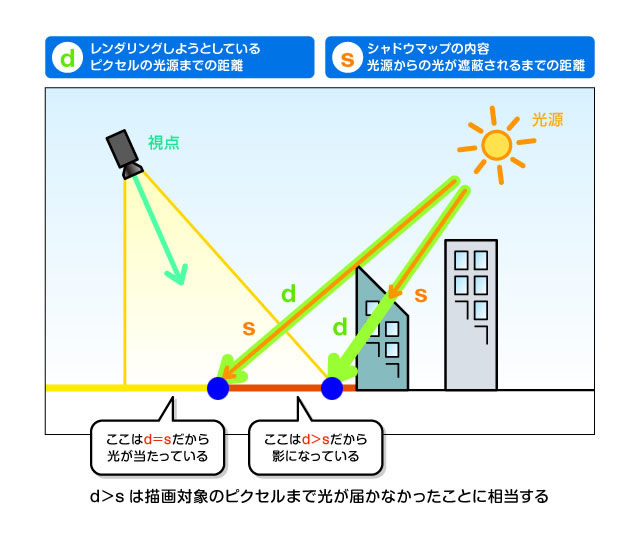 d
レンダリングしようとしている
ピクセルの光源までの距離
s
シャドウマップの内容
光源からの光が遮蔽されるまでの距離
視点
光源
d
s
s
d
ここはd=sだから
光が当たっている
ここはd>sだから
影になっている
d>s は描画対象のピクセルまで光が届かなかったことに相当する